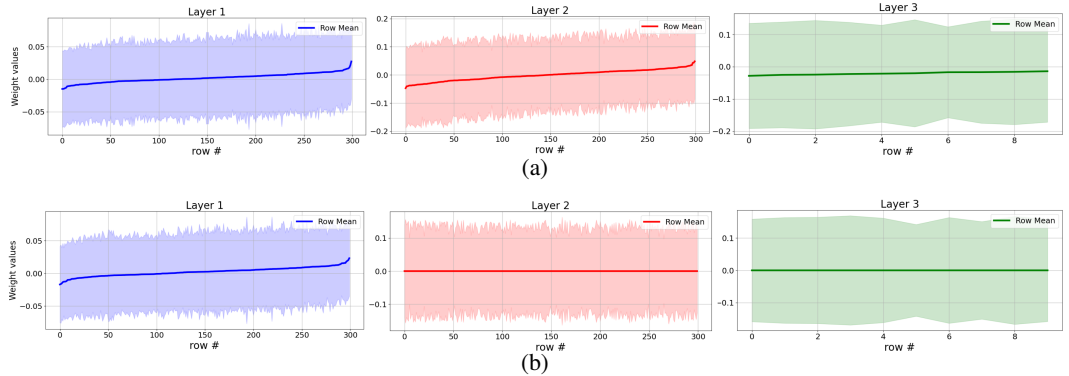 Layer 1
Row Mean
Weight values
0.05
0.00
−0.05
0 50 100 150 200 250 300
row #
Layer 2
Row Mean
0.2
0.1
0.0
−0.1
−0.2
0 50 100 150 200 250 300
row #
Layer 3
Row Mean
0.1
0.0
−0.1
−0.2
0 2 4 6 8
row #
(a)
Layer 1
Row Mean
Weight values
0.05
0.00
−0.05
0 50 100 150 200 250 300
row #
Layer 2
Row Mean
0.1
0.0
−0.1
0 50 100 150 200 250 300
Layer 3
Row Mean
0.1
0.0
−0.1
0 2 4 6 8
row #
(b)